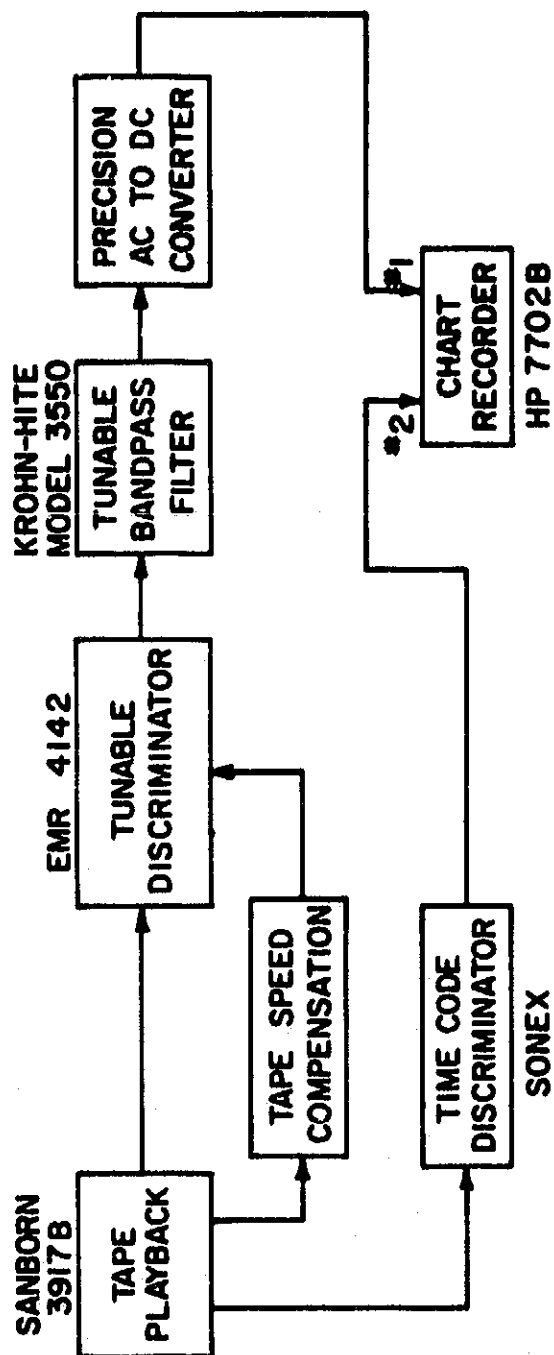 SANBORN
3917B
TAPE
PLAYBACK
EMR 4142
TUNABLE
DISCRIMINATOR
KROHN-HITE
MODEL 3550
TUNABLE
BANDPASS
FILTER
PRECISION
AC TO DC
CONVERTER
TAPE SPEED
COMPENSATION
TIME CODE
DISCRIMINATOR
SONEX
#2
#1
CHART
RECORDER
HP 7702B